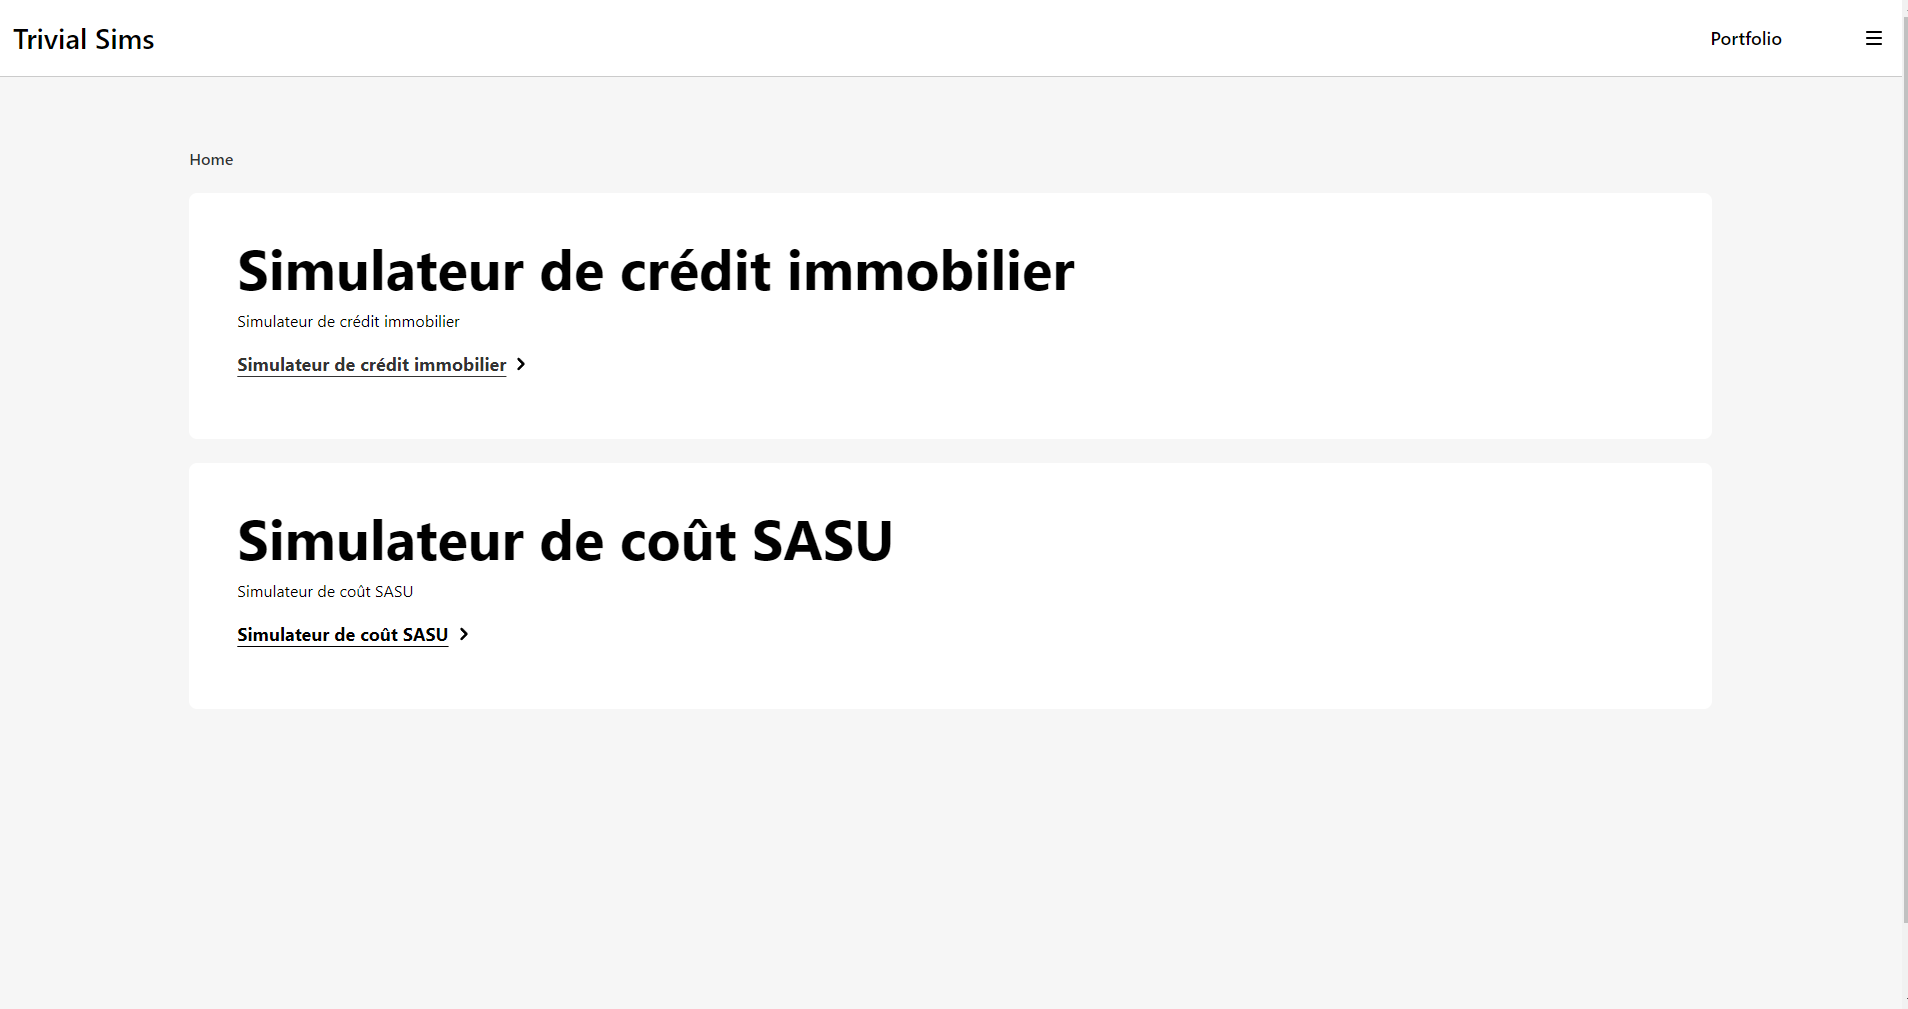 Trivial Sims
Portfolio
Home
Simulateur de crédit immobilier
Simulateur de crédit immobilier
Simulateur de crédit immobilier
Simulateur de coût SASU
Simulateur de coût SASU
Simulateur de coût SASU